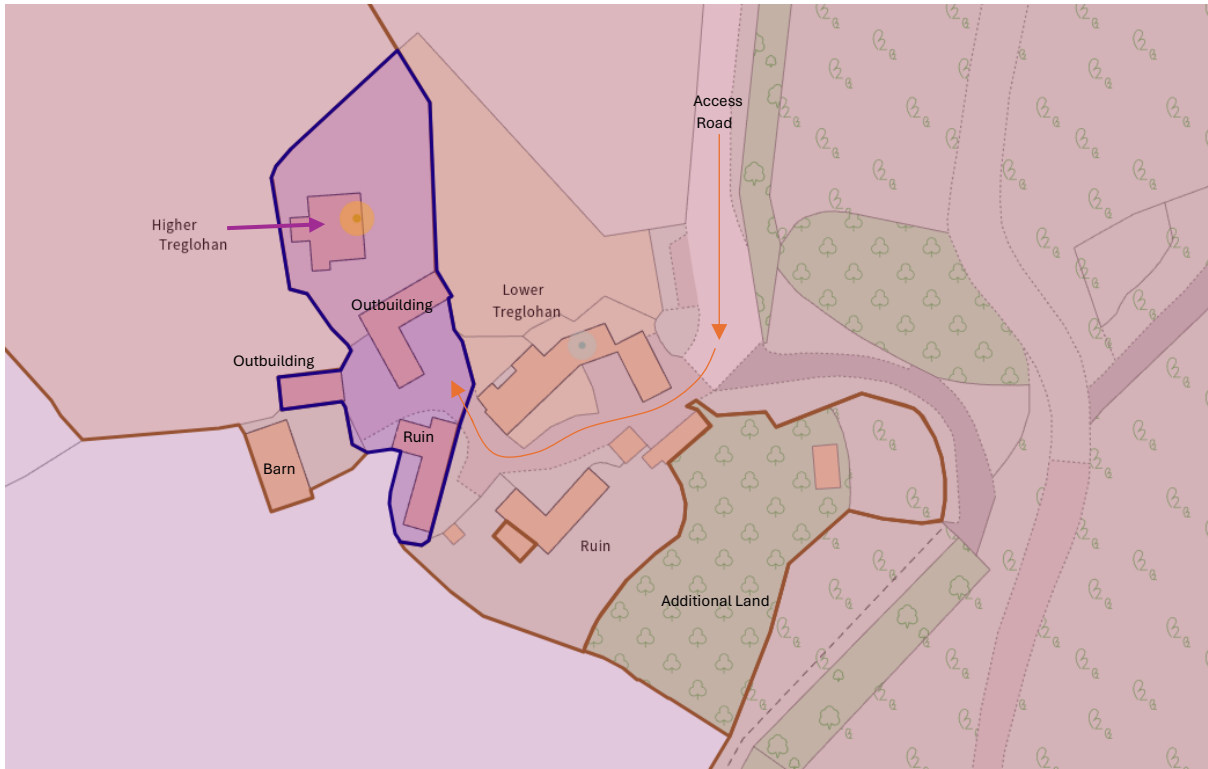 Access
Road
Higher
Treglohan
Lower
Treglohan
Outbuilding
Outbuilding
Ruin
Barn
Ruin
Additional Land